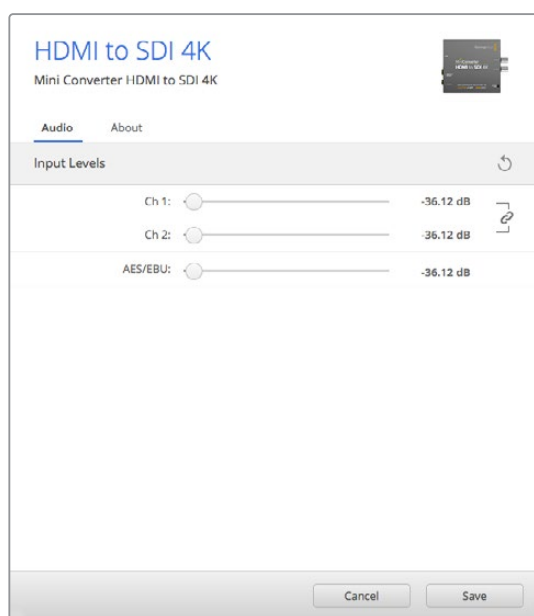 HDMI to SDI 4K
Mini Converter HDMI to SDI 4K
Audio About
Input Levels
Ch 1: -36.12 dB
Ch 2: -36.12 dB
AES/EBU: -36.12 dB
Cancel Save